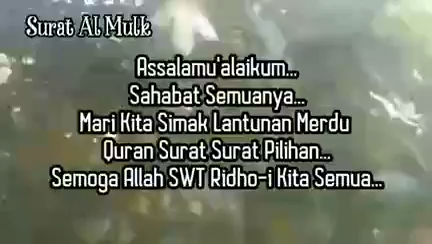 Surat Al Mulk
Assalamu'alaikum...
Sahabat Semuanya...
Mari Kita Simak Lantunan Merdu
Quran Surat Surat Pilihan...
Semoga Allah SWT Ridho-i Kita Semua...